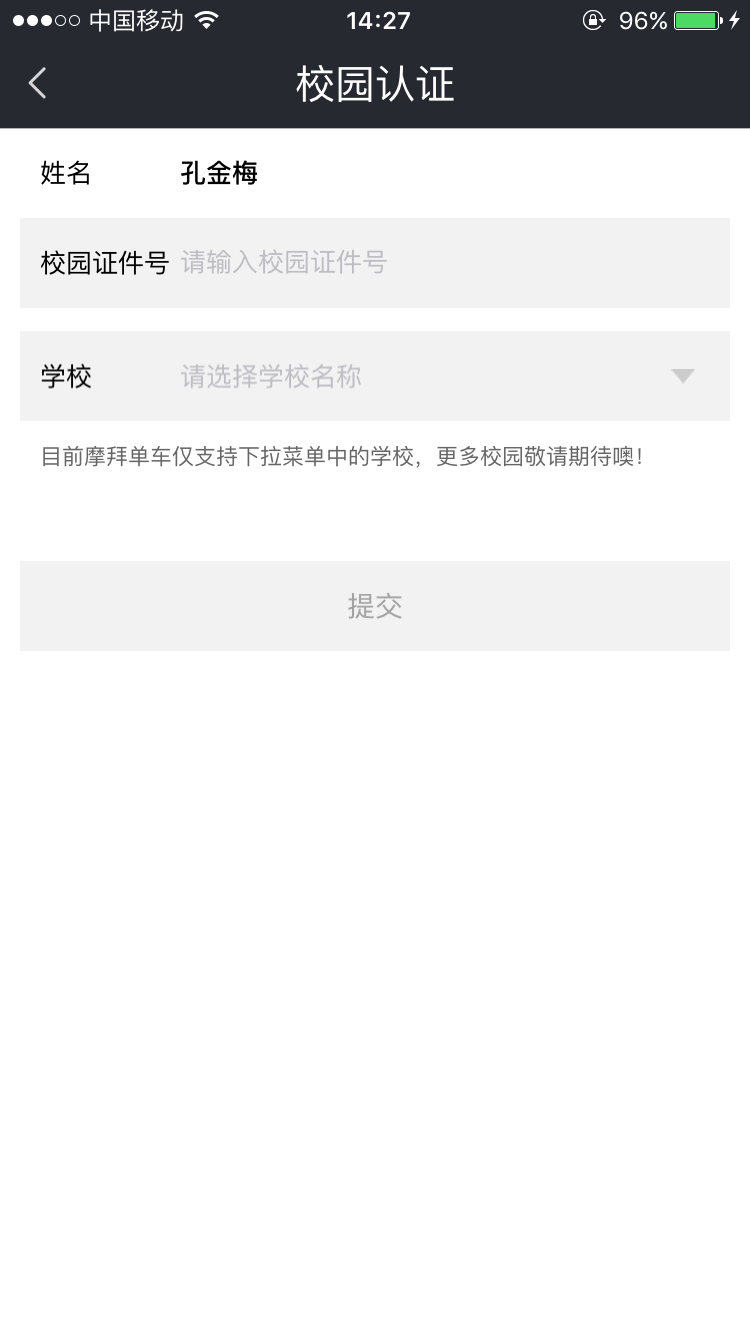 中国移动 14:27 96%
校园认证
姓名 孔金梅
校园证件号 请输入校园证件号
学校 请选择学校名称
目前摩拜单车仅支持下拉菜单中的学校，更多校园敬请期待噢！
提交